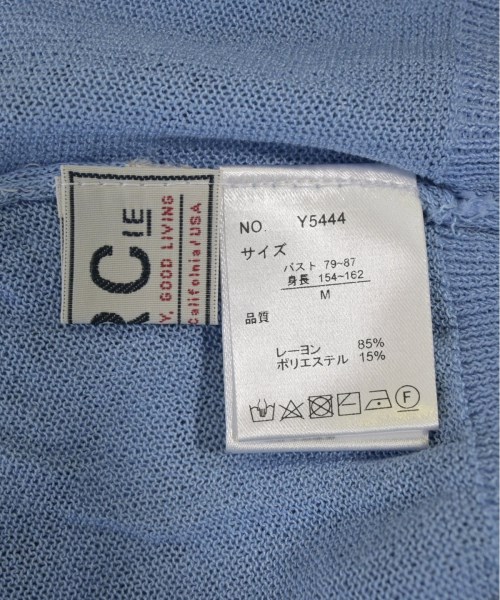 R CIE
Y, GOOD LIVING
California/USA
NO. Y5444
サイズ
バスト 79~87
身長 154~162
M
品質
レーヨン 85%
ポリエステル 15%
F